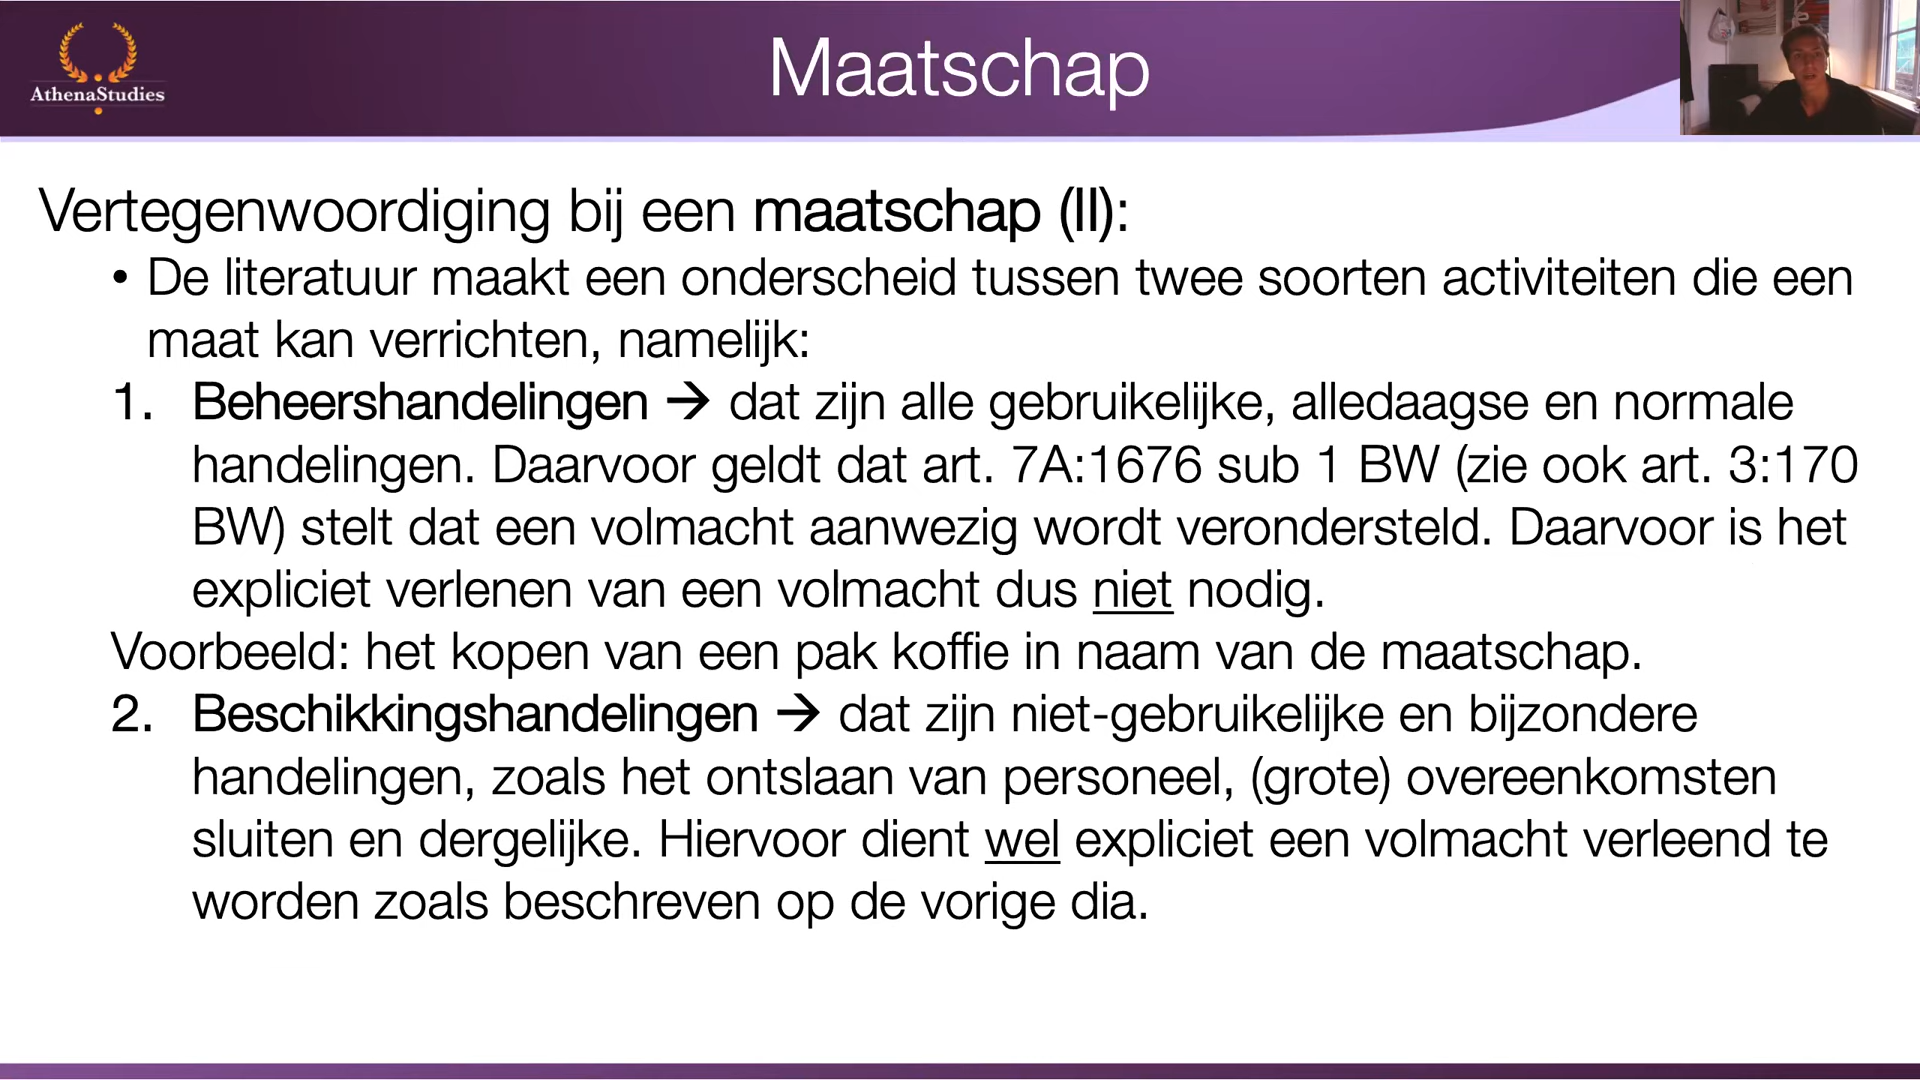 AthenaStudies
Maatschap
Vertegenwoordiging bij een maatschap (II):
• De literatuur maakt een onderscheid tussen twee soorten activiteiten die een
maat kan verrichten, namelijk:
1. Beheershandelingen → dat zijn alle gebruikelijke, alledaagse en normale
handelingen. Daarvoor geldt dat art. 7A:1676 sub 1 BW (zie ook art. 3:170
BW) stelt dat een volmacht aanwezig wordt verondersteld. Daarvoor is het
expliciet verlenen van een volmacht dus niet nodig.
Voorbeeld: het kopen van een pak koffie in naam van de maatschap.
2. Beschikkingshandelingen → dat zijn niet-gebruikelijke en bijzondere
handelingen, zoals het ontslaan van personeel, (grote) overeenkomsten
sluiten en dergelijke. Hiervoor dient wel expliciet een volmacht verleend te
worden zoals beschreven op de vorige dia.